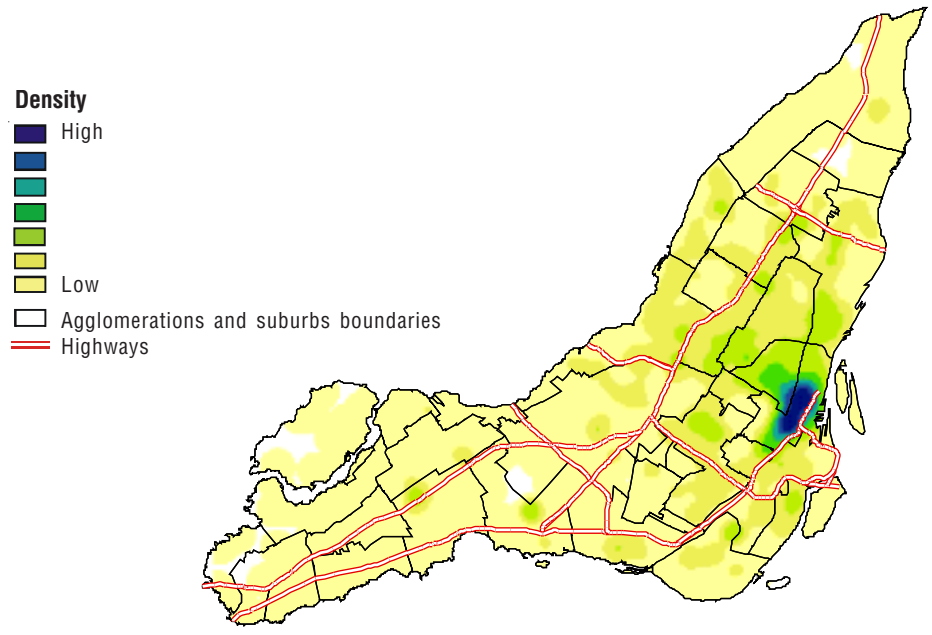 Density
High
Low
Agglomerations and suburbs boundaries
Highways